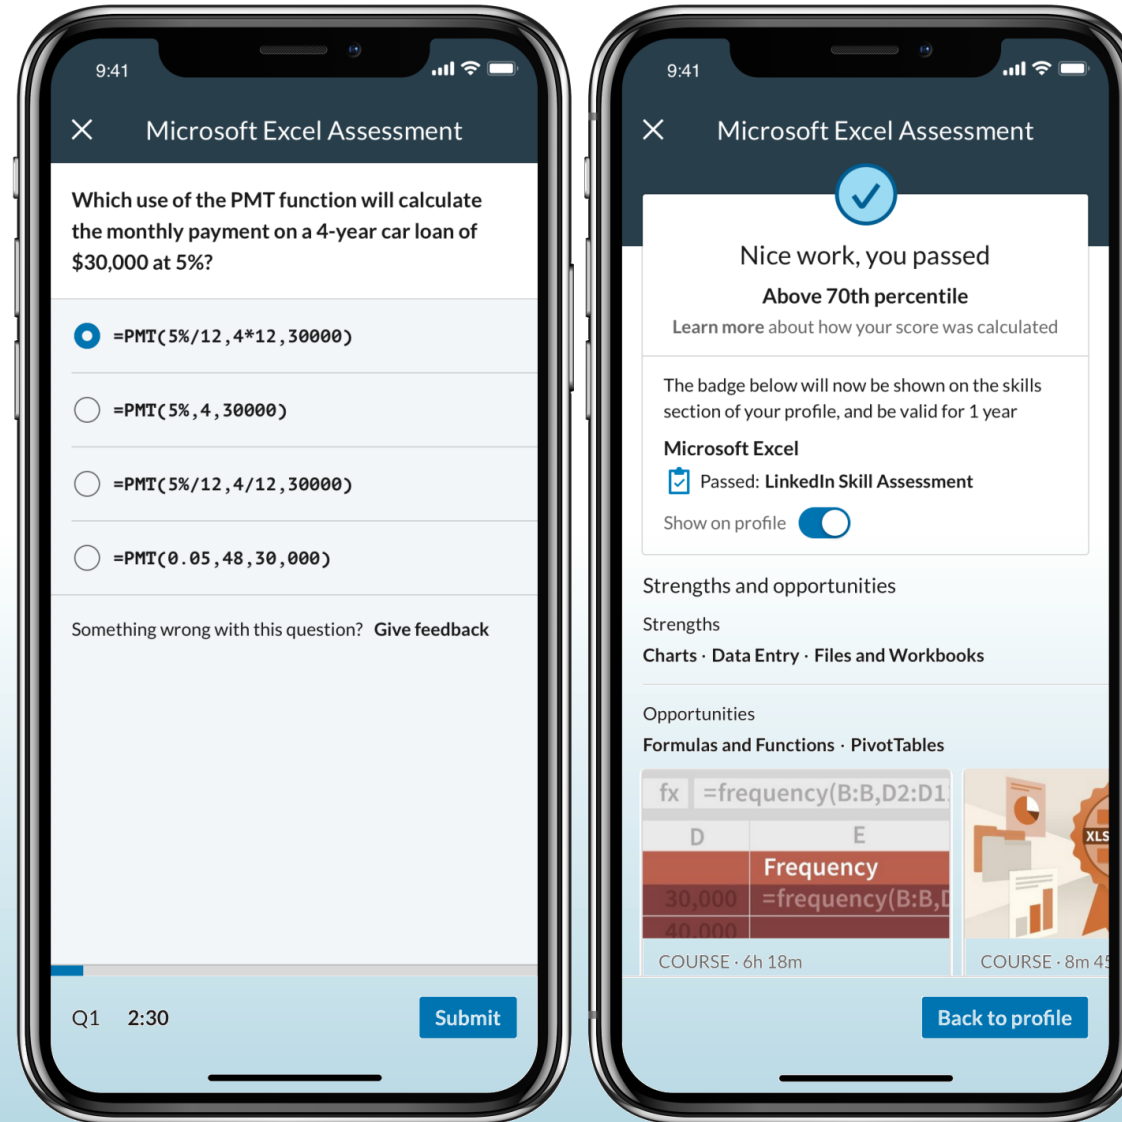 9:41
Microsoft Excel Assessment
Which use of the PMT function will calculate
the monthly payment on a 4-year car loan of
$30,000 at 5%?
=PMT(5%/12,4*12,30000)
=PMT(5%,4,30000)
=PMT(5%/12,4/12,30000)
=PMT(0.05,48,30,000)
Something wrong with this question? Give feedback
Q1 2:30 Submit
9:41
Microsoft Excel Assessment
Nice work, you passed
Above 70th percentile
Learn more about how your score was calculated
The badge below will now be shown on the skills
section of your profile, and be valid for 1 year
Microsoft Excel
Passed: LinkedIn Skill Assessment
Show on profile
Strengths and opportunities
Strengths
Charts · Data Entry · Files and Workbooks
Opportunities
Formulas and Functions · PivotTables
fx =frequency(B:B,D2:D1
D E
Frequency
30,000 =frequency(B:B,D
40,000
XLS
COURSE · 6h 18m
COURSE · 8m 45
Back to profile